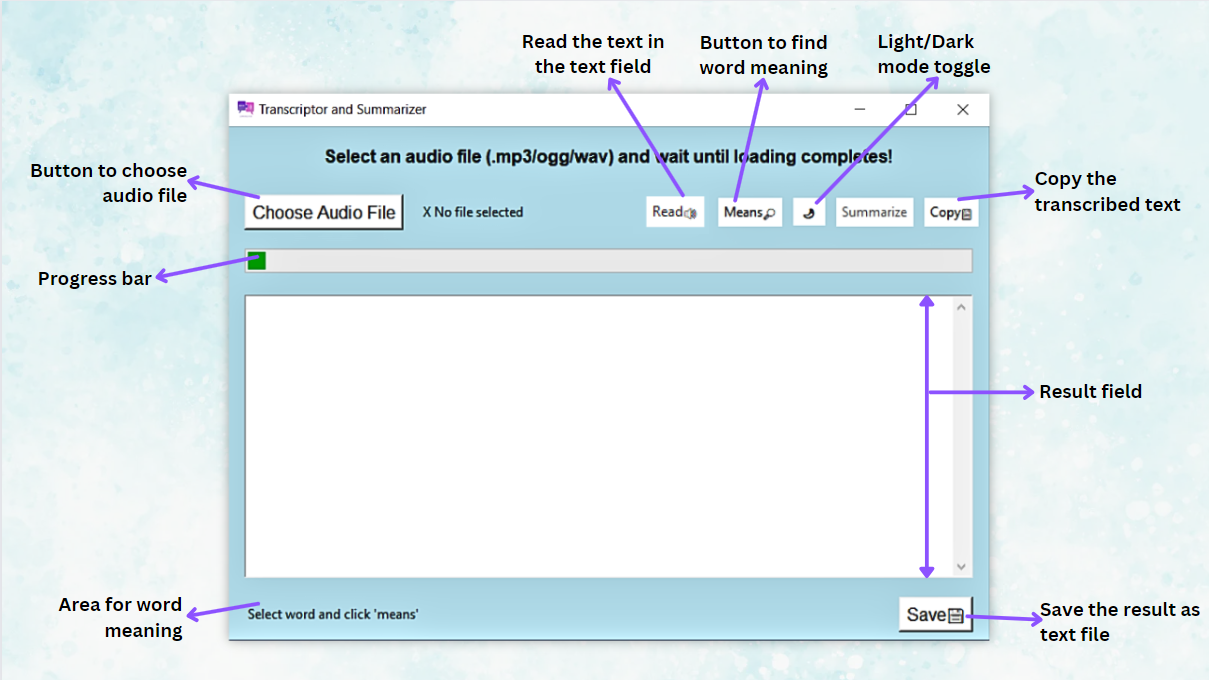 Read the text in
the text field
Button to find
word meaning
Light/Dark
mode toggle
Transcriptor and Summarizer
Select an audio file (.mp3/ogg/wav) and wait until loading completes!
Button to choose
audio file
Choose Audio File
X No file selected
Read
Means
Summarize
Copy
Copy the
transcribed text
Progress bar
Result field
Area for word
meaning
Select word and click 'means'
Save
Save the result as
text file